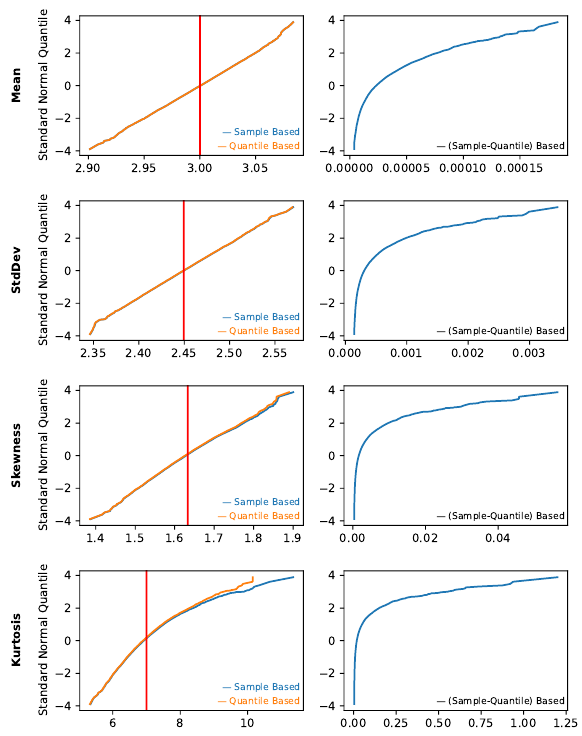 Mean
Standard Normal Quantile
4
2
0
−2
−4
2.90 2.95 3.00 3.05
— Sample Based
— Quantile Based
4
2
0
−2
−4
0.00000 0.00005 0.00010 0.00015
— (Sample-Quantile) Based
StdDev
Standard Normal Quantile
4
2
0
−2
−4
2.35 2.40 2.45 2.50 2.55
— Sample Based
— Quantile Based
4
2
0
−2
−4
0.000 0.001 0.002 0.003
— (Sample-Quantile) Based
Skewness
Standard Normal Quantile
4
2
0
−2
−4
1.4 1.5 1.6 1.7 1.8 1.9
— Sample Based
— Quantile Based
4
2
0
−2
−4
0.00 0.02 0.04
— (Sample-Quantile) Based
Kurtosis
Standard Normal Quantile
4
2
0
−2
−4
6 8 10
— Sample Based
— Quantile Based
4
2
0
−2
−4
0.00 0.25 0.50 0.75 1.00 1.25
— (Sample-Quantile) Based